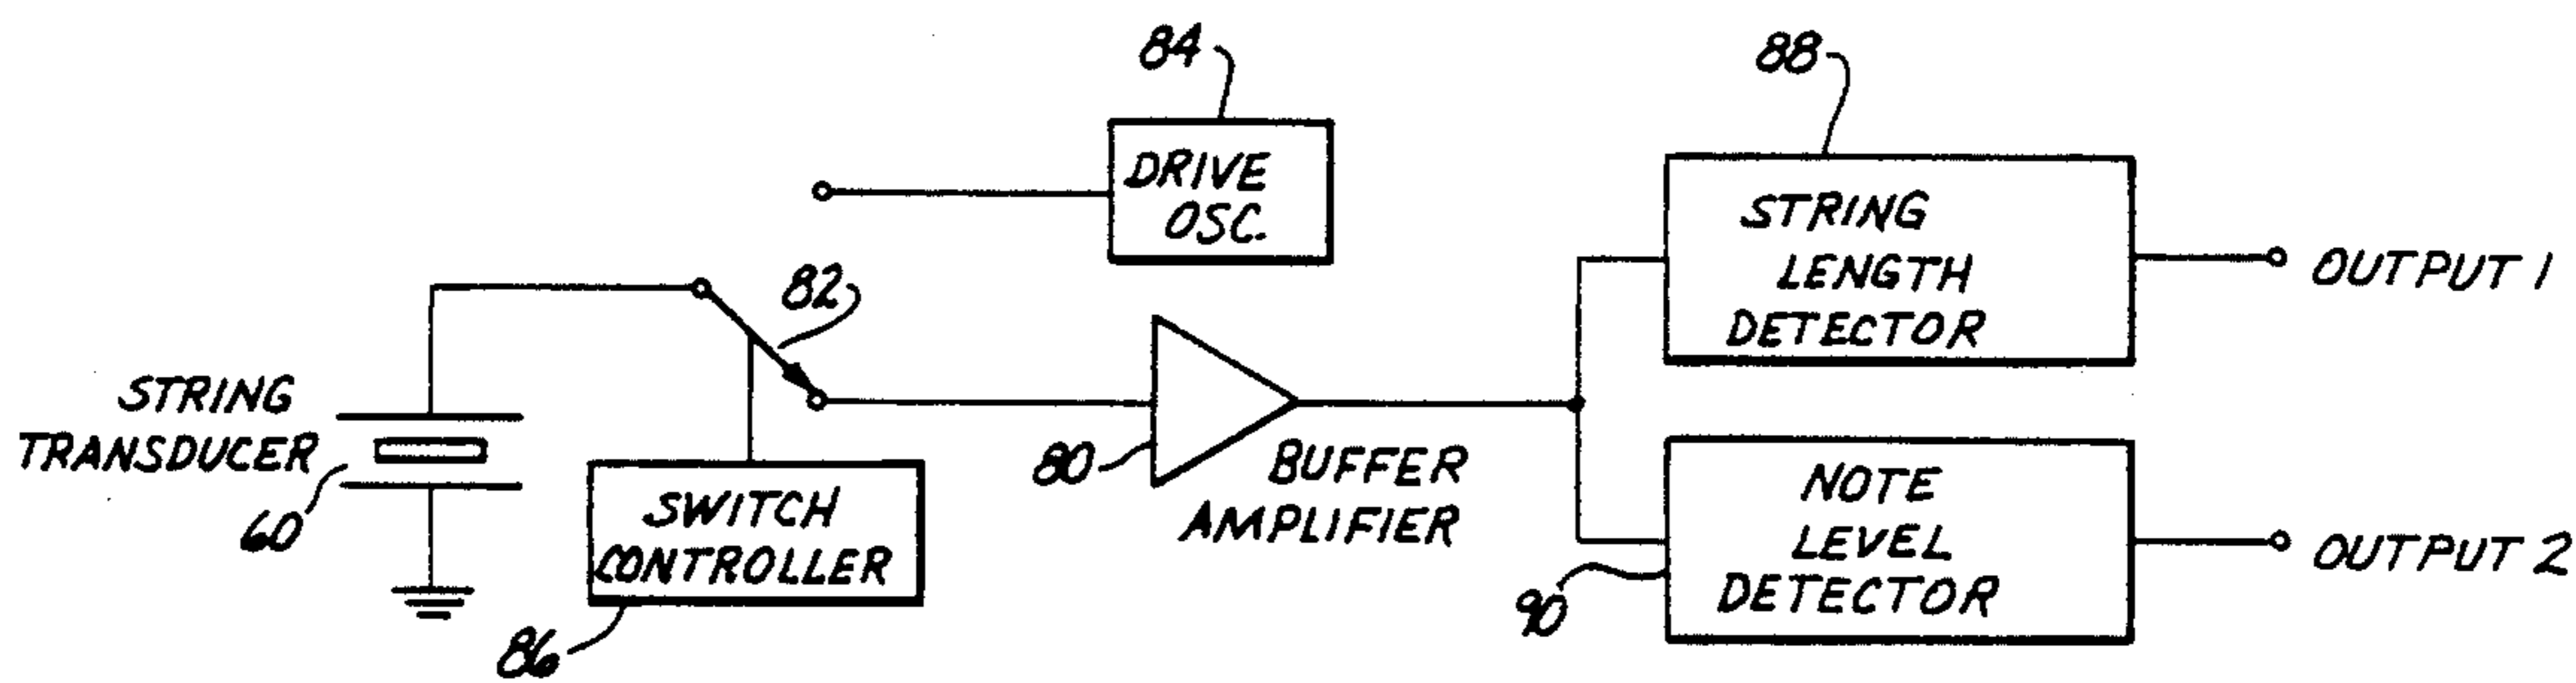 84
DRIVE
OSC.
88
STRING
LENGTH
DETECTOR
OUTPUT 1
82
STRING
TRANSDUCER
60
SWITCH
CONTROLLER
86
80
BUFFER
AMPLIFIER
NOTE
LEVEL
DETECTOR
90
OUTPUT 2